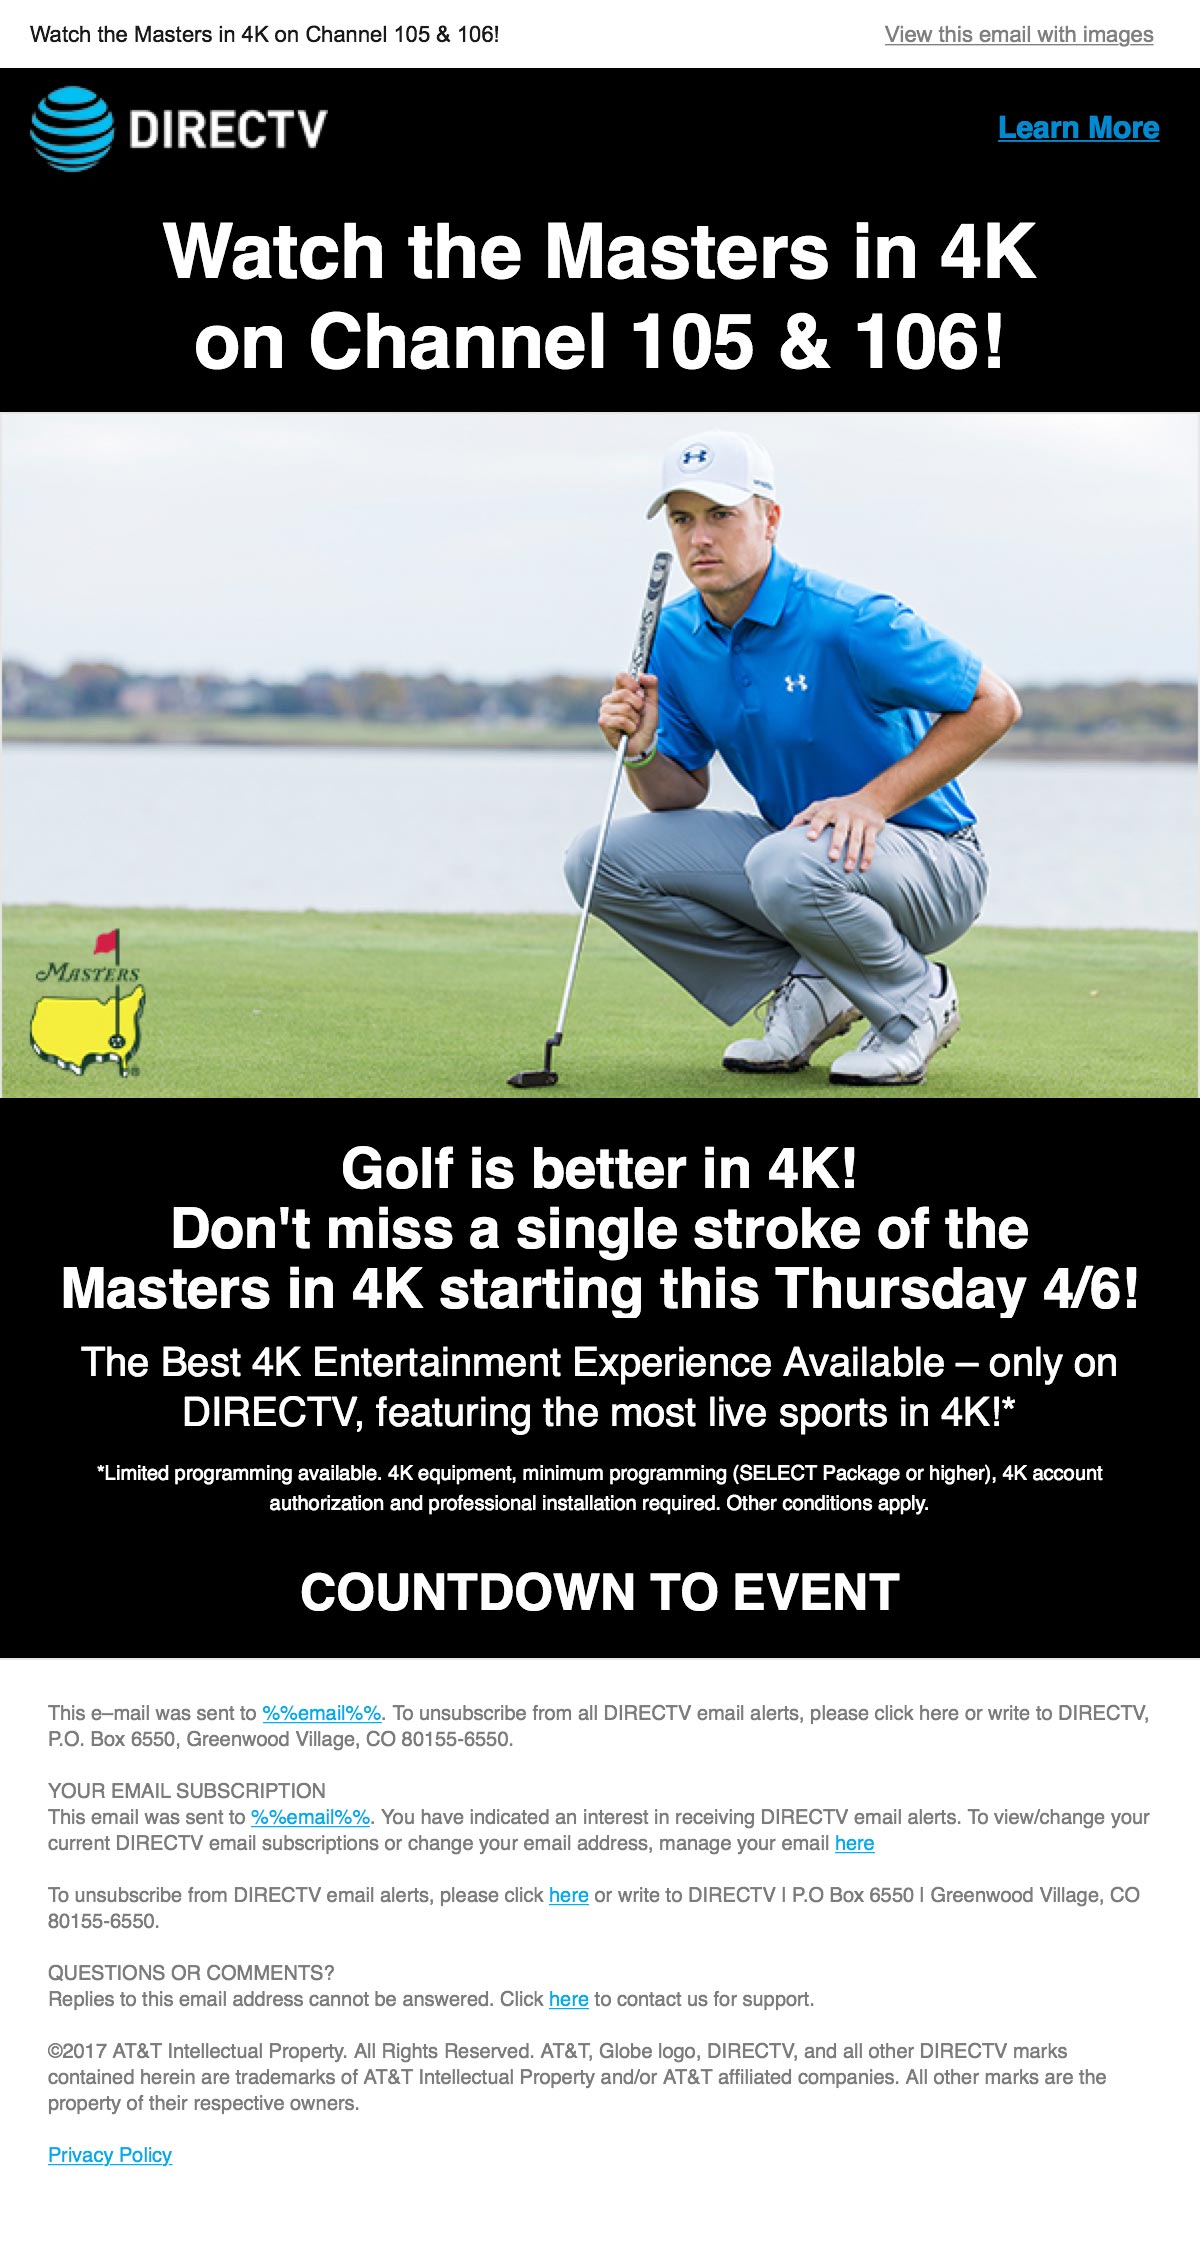 Watch the Masters in 4K on Channel 105 & 106!
View this email with images
DIRECTV
Learn More
Watch the Masters in 4K
on Channel 105 & 106!
MASTERS
®
Golf is better in 4K!
Don't miss a single stroke of the
Masters in 4K starting this Thursday 4/6!
The Best 4K Entertainment Experience Available – only on
DIRECTV, featuring the most live sports in 4K!*
*Limited programming available. 4K equipment, minimum programming (SELECT Package or higher), 4K account
authorization and professional installation required. Other conditions apply.
COUNTDOWN TO EVENT
This e–mail was sent to %%email%%. To unsubscribe from all DIRECTV email alerts, please click here or write to DIRECTV,
P.O. Box 6550, Greenwood Village, CO 80155-6550.
YOUR EMAIL SUBSCRIPTION
This email was sent to %%email%%. You have indicated an interest in receiving DIRECTV email alerts. To view/change your
current DIRECTV email subscriptions or change your email address, manage your email here
To unsubscribe from DIRECTV email alerts, please click here or write to DIRECTV | P.O Box 6550 | Greenwood Village, CO
80155-6550.
QUESTIONS OR COMMENTS?
Replies to this email address cannot be answered. Click here to contact us for support.
©2017 AT&T Intellectual Property. All Rights Reserved. AT&T, Globe logo, DIRECTV, and all other DIRECTV marks
contained herein are trademarks of AT&T Intellectual Property and/or AT&T affiliated companies. All other marks are the
property of their respective owners.
Privacy Policy